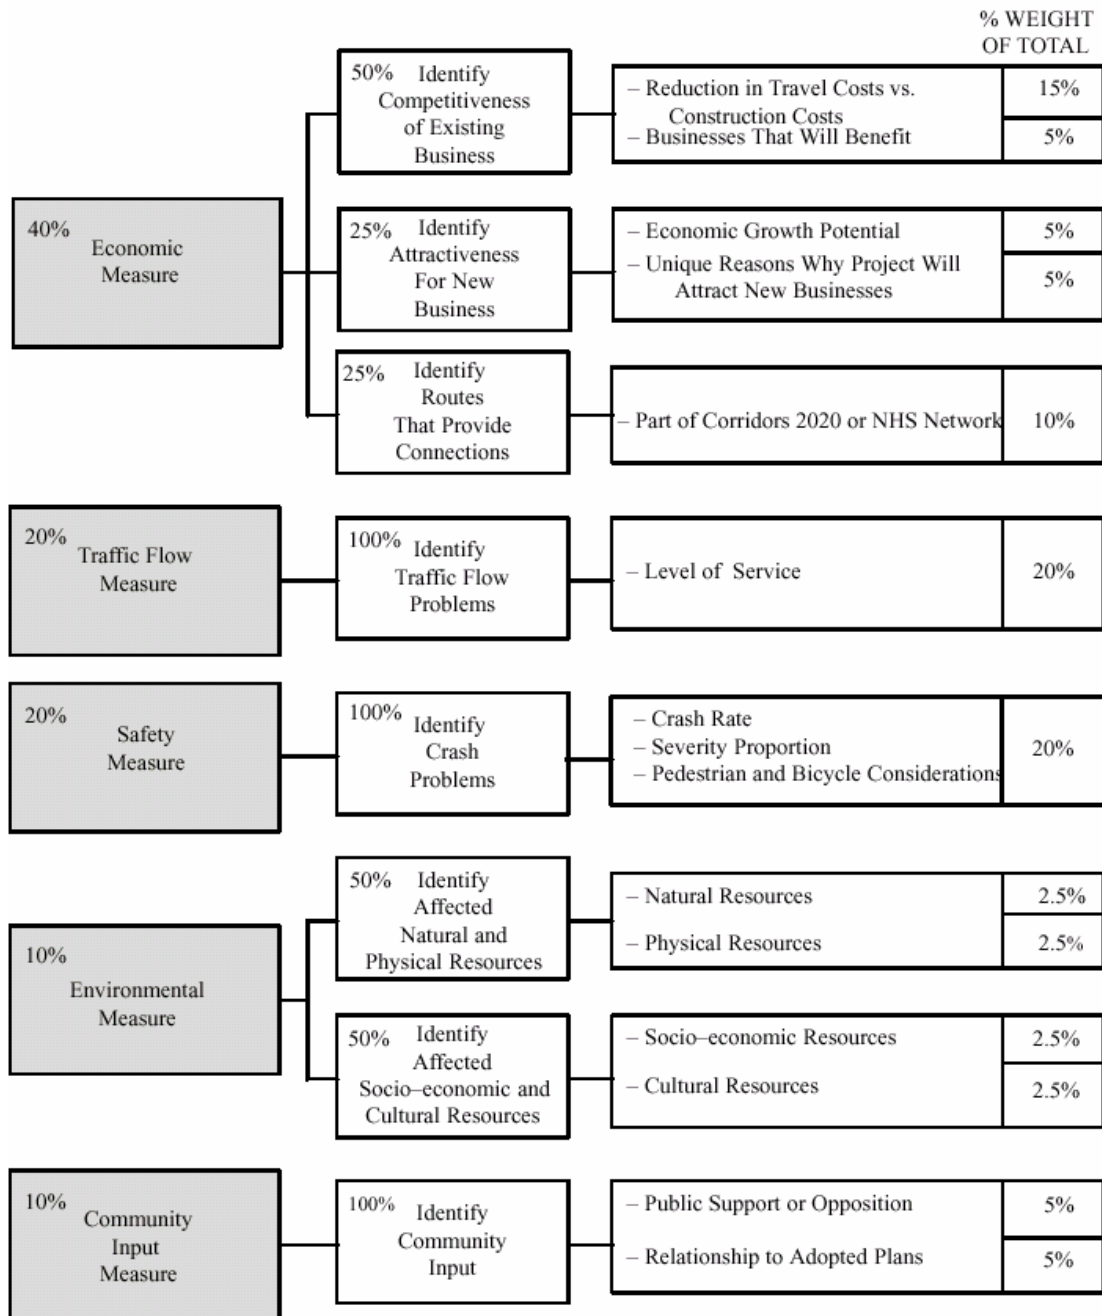 % WEIGHT
OF TOTAL
50% Identify
Competitiveness
of Existing
Business
– Reduction in Travel Costs vs.
Construction Costs
– Businesses That Will Benefit
15%
5%
40%
Economic
Measure
25% Identify
Attractiveness
For New
Business
– Economic Growth Potential
– Unique Reasons Why Project Will
Attract New Businesses
5%
5%
25% Identify
Routes
That Provide
Connections
– Part of Corridors 2020 or NHS Network
10%
20%
Traffic Flow
Measure
100% Identify
Traffic Flow
Problems
– Level of Service
20%
20%
Safety
Measure
100% Identify
Crash
Problems
– Crash Rate
– Severity Proportion
– Pedestrian and Bicycle Considerations
20%
10%
Environmental
Measure
50% Identify
Affected
Natural and
Physical Resources
– Natural Resources
– Physical Resources
2.5%
2.5%
50% Identify
Affected
Socio–economic and
Cultural Resources
– Socio–economic Resources
– Cultural Resources
2.5%
2.5%
10%
Community
Input
Measure
100% Identify
Community
Input
– Public Support or Opposition
– Relationship to Adopted Plans
5%
5%